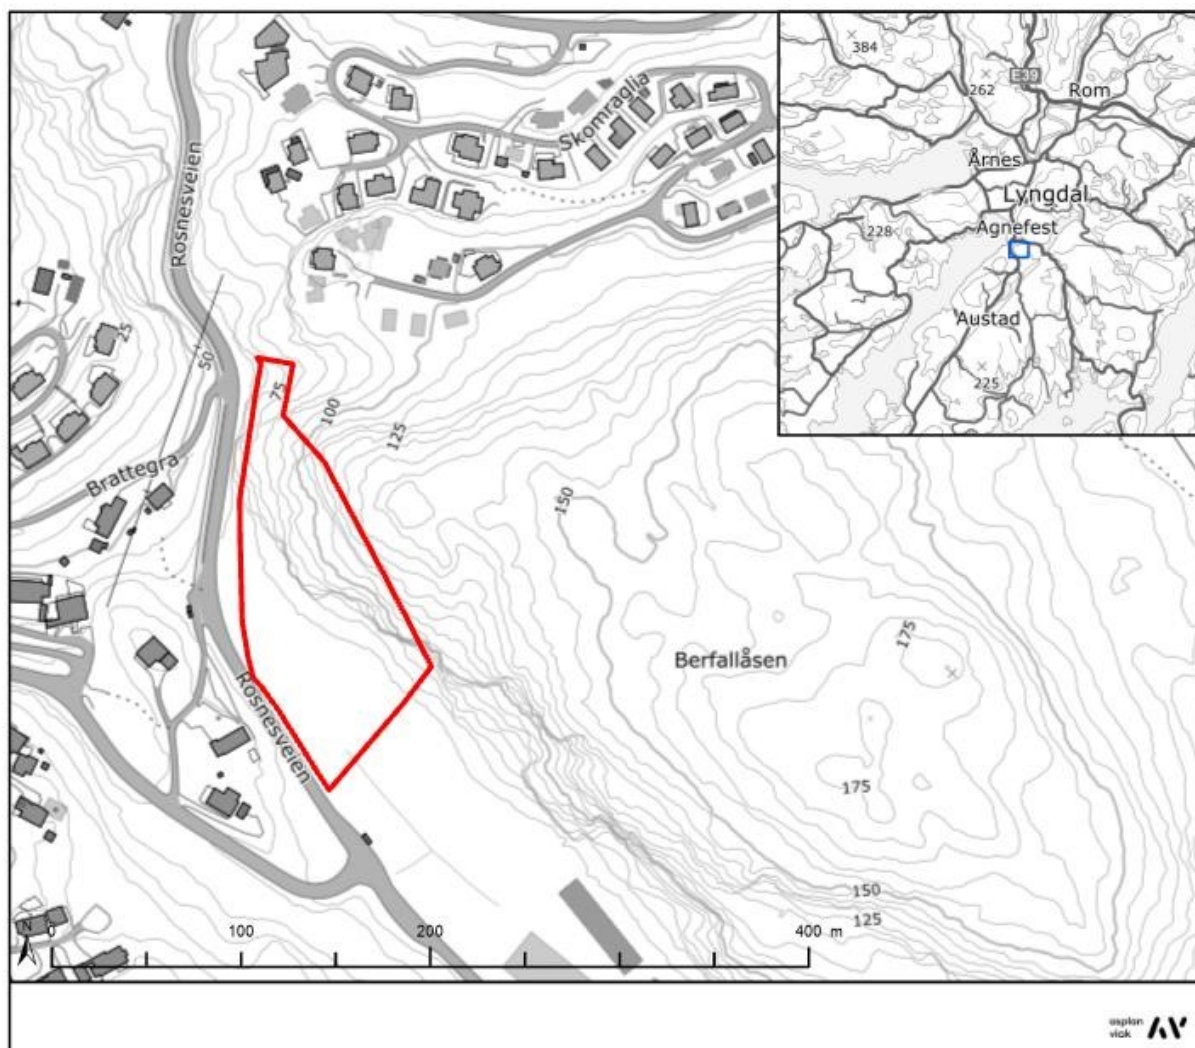 Rosnesveien
Skomraglia
384
E39
262
Rom
Årnes
Lyngdal
228
Agnefest
Austad
225
25
50
75
100
125
150
Brattegra
175
Berfallåsen
Rosnesveien
175
150
125
N
0 100 200 400 m
asplan
viak